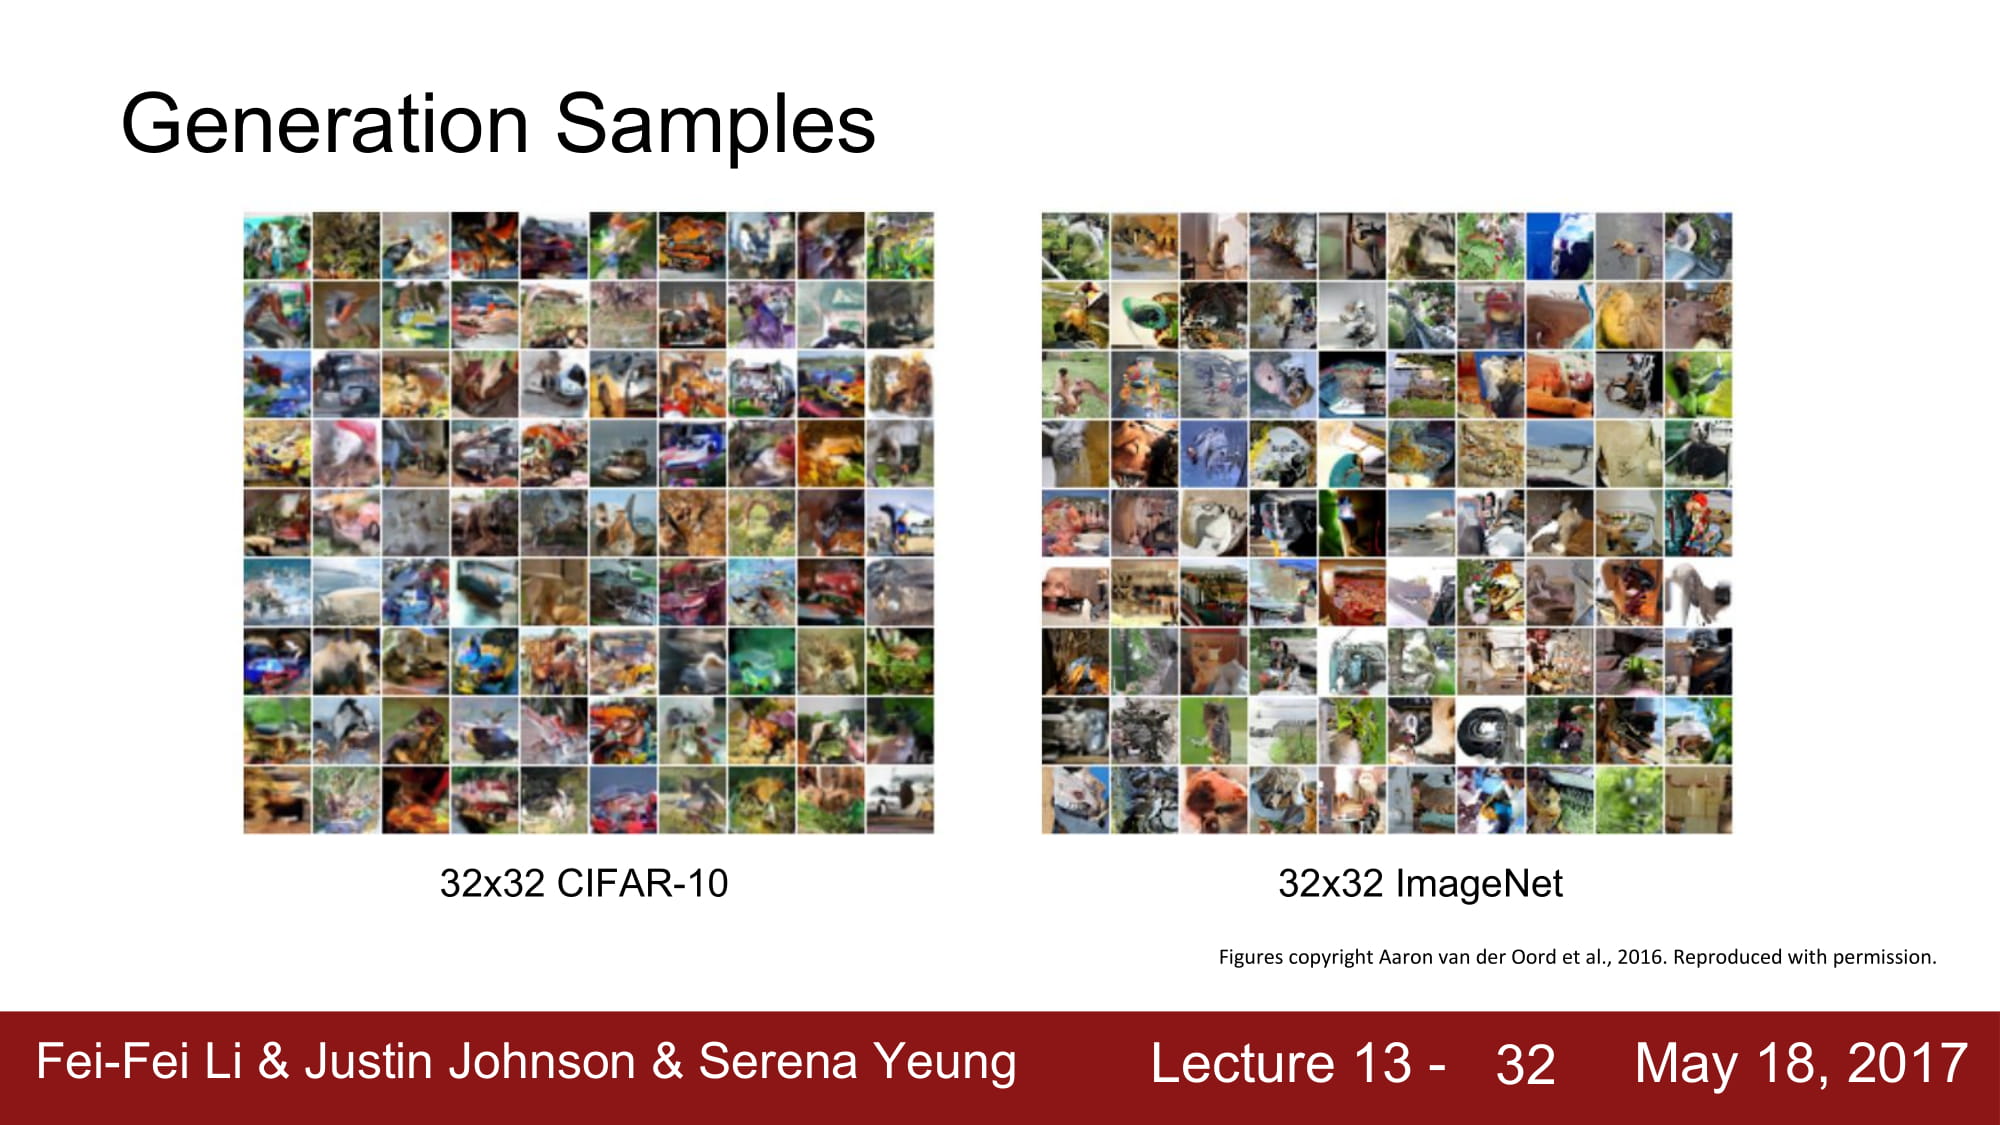 Generation Samples
32x32 CIFAR-10
32x32 ImageNet
Figures copyright Aaron van der Oord et al., 2016. Reproduced with permission.
Fei-Fei Li & Justin Johnson & Serena Yeung
Lecture 13 - 32
May 18, 2017